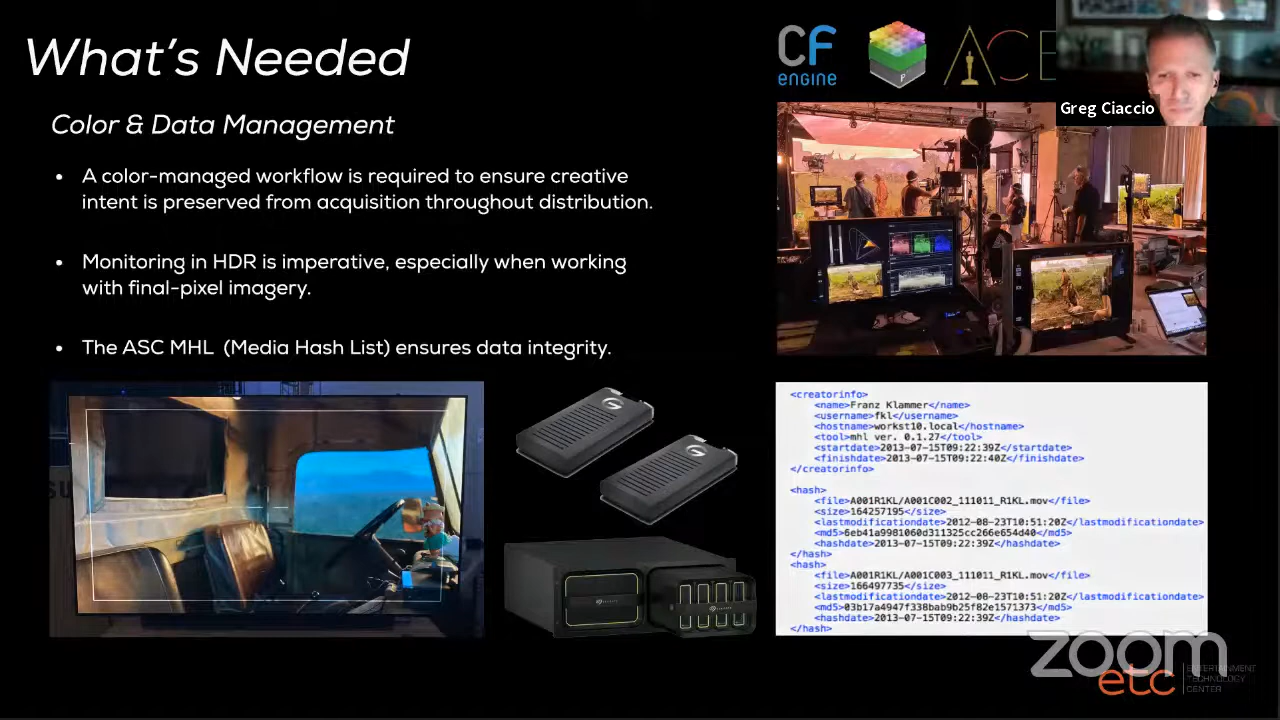 What's Needed
Color & Data Management
• A color-managed workflow is required to ensure creative
intent is preserved from acquisition throughout distribution.
• Monitoring in HDR is imperative, especially when working
with final-pixel imagery.
• The ASC MHL (Media Hash List) ensures data integrity.
CF
engine
ACE
Greg Ciaccio
<creatorinfo>
<name>Franz Klammer</name>
<username>fkl</username>
<hostname>workst10.local</hostname>
<tool>mhl ver. 0.1.27</tool>
<startdate>2013-07-15T09:22:39Z</startdate>
<finishdate>2013-07-15T09:22:40Z</finishdate>
</creatorinfo>
<hash>
<file>A001R1KL/A001C002_111011_R1KL.mov</file>
<size>164257195</size>
<lastmodificationdate>2012-08-23T10:51:20Z</lastmodificationdate>
<md5>6eb41a9981060d311325cc266e654d40</md5>
<hashdate>2013-07-15T09:22:39Z</hashdate>
</hash>
<hash>
<file>A001R1KL/A001C003_111011_R1KL.mov</file>
<size>166497735</size>
<lastmodificationdate>2012-08-23T10:51:20Z</lastmodificationdate>
<md5>03b17a4947f338bab9b25f82e1571373</md5>
<hashdate>2013-07-15T09:22:39Z</hashdate>
</hash>
zoom
etc
ENTERTAINMENT
TECHNOLOGY
CENTER